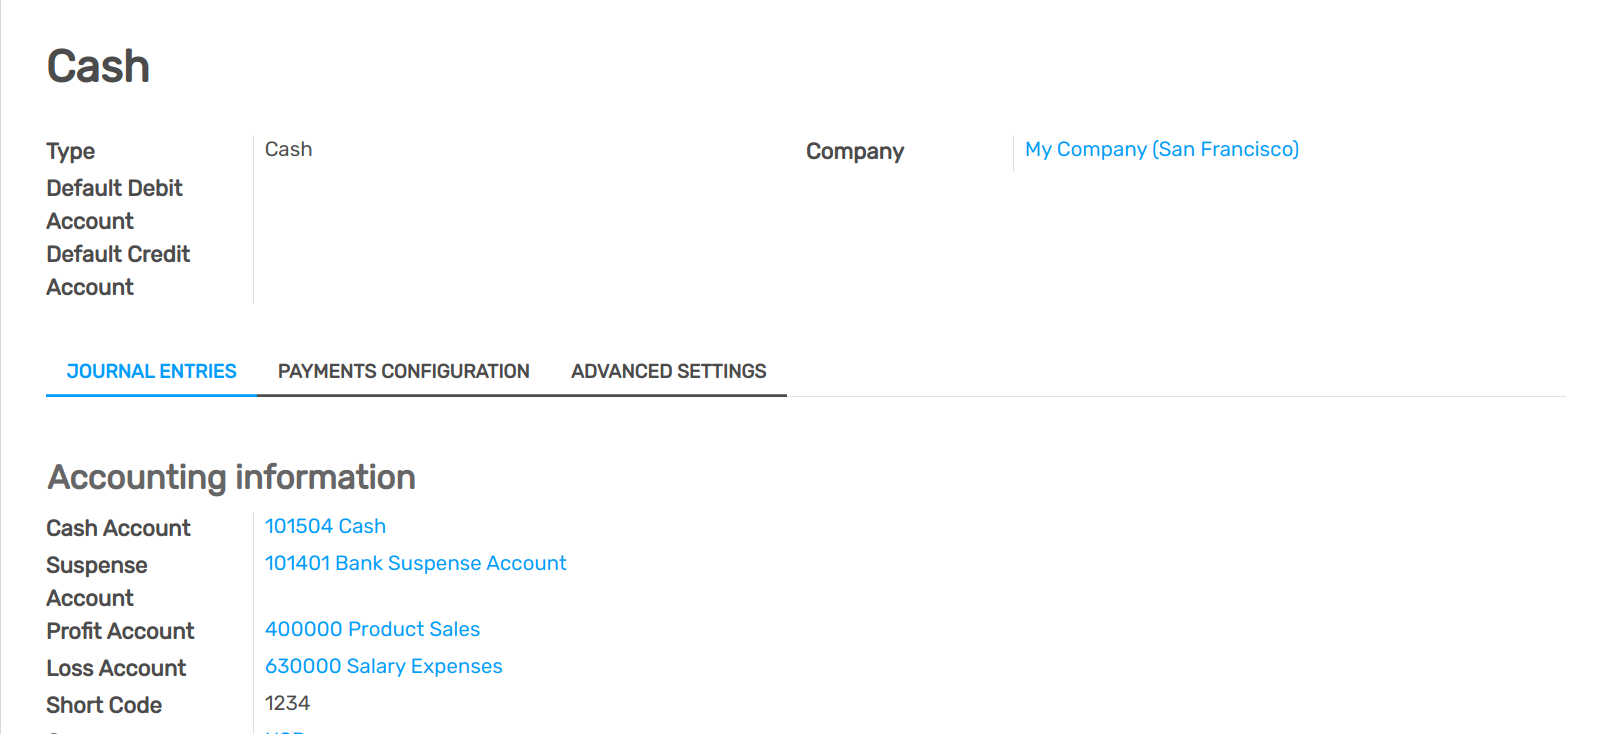 Cash
Type Cash Company My Company (San Francisco)
Default Debit
Account
Default Credit
Account
JOURNAL ENTRIES PAYMENTS CONFIGURATION ADVANCED SETTINGS
Accounting information
Cash Account 101504 Cash
Suspense 101401 Bank Suspense Account
Account
Profit Account 400000 Product Sales
Loss Account 630000 Salary Expenses
Short Code 1234